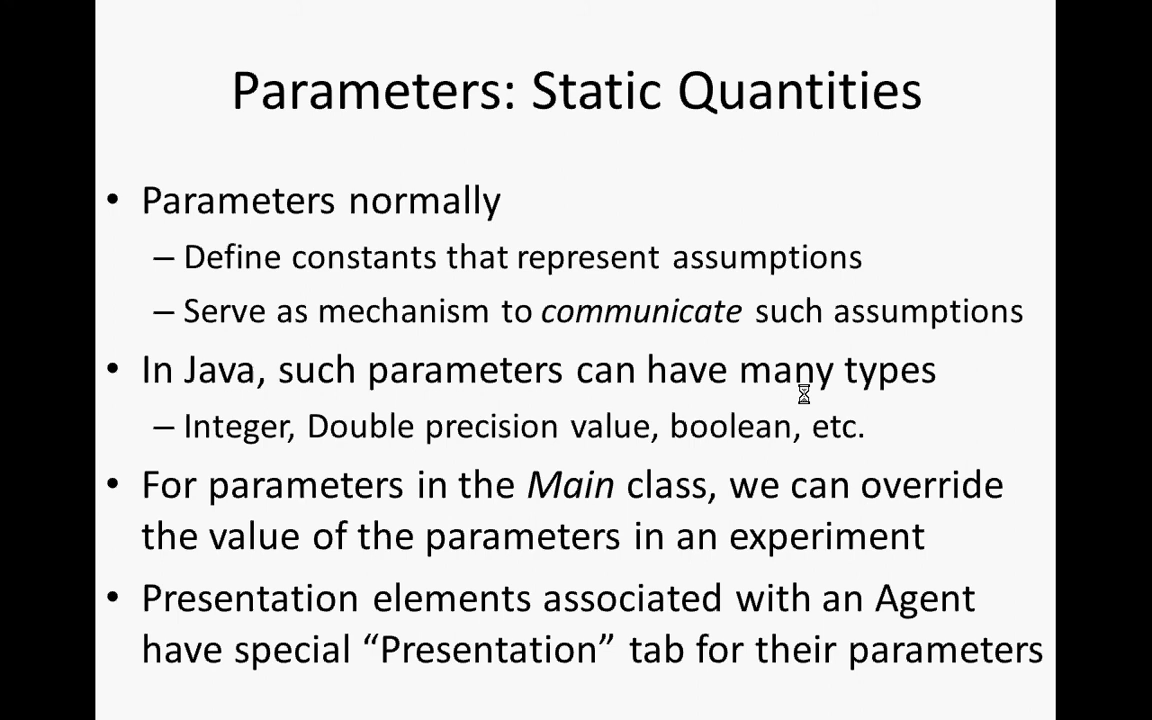 Parameters: Static Quantities
• Parameters normally
– Define constants that represent assumptions
– Serve as mechanism to communicate such assumptions
• In Java, such parameters can have many types
– Integer, Double precision value, boolean, etc.
• For parameters in the Main class, we can override
the value of the parameters in an experiment
• Presentation elements associated with an Agent
have special “Presentation” tab for their parameters